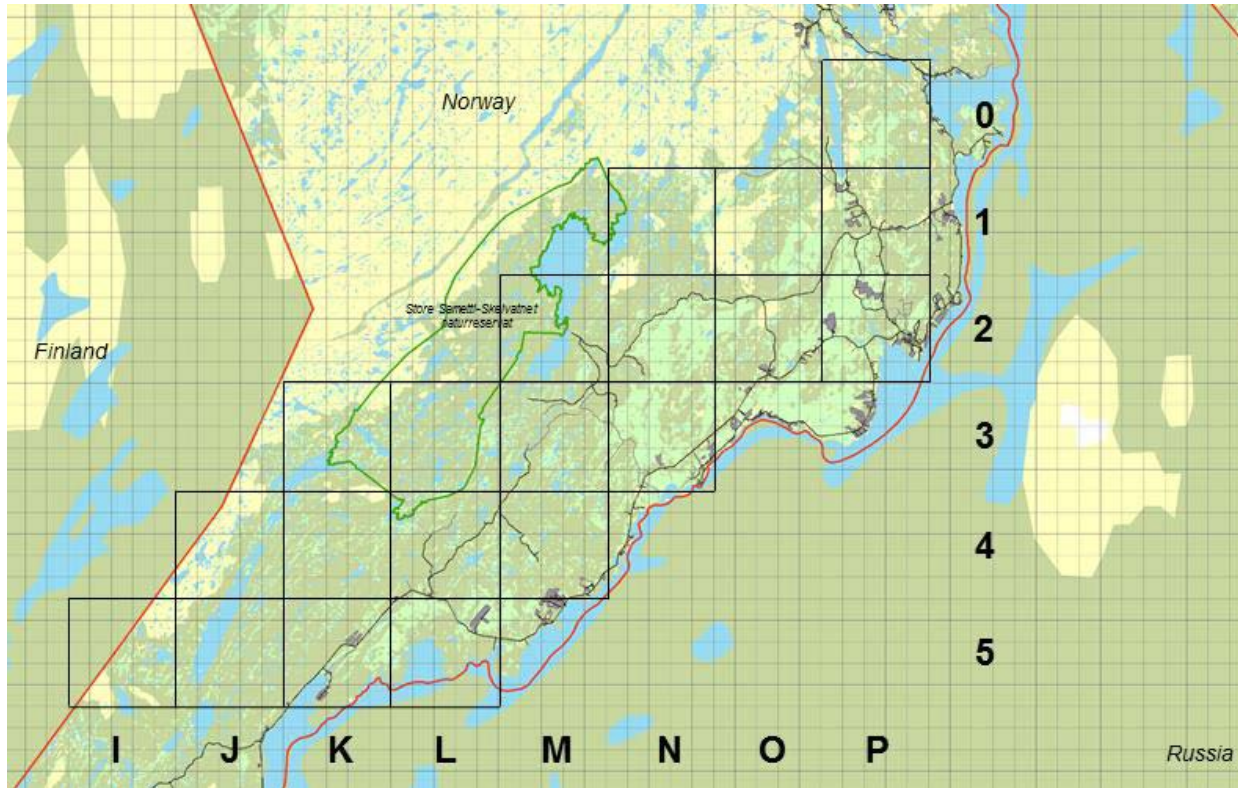 Norway
0
1
Store Sametti-Skelvatnet
naturreservat
2
Finland
3
4
5
I J K L M N O P
Russia